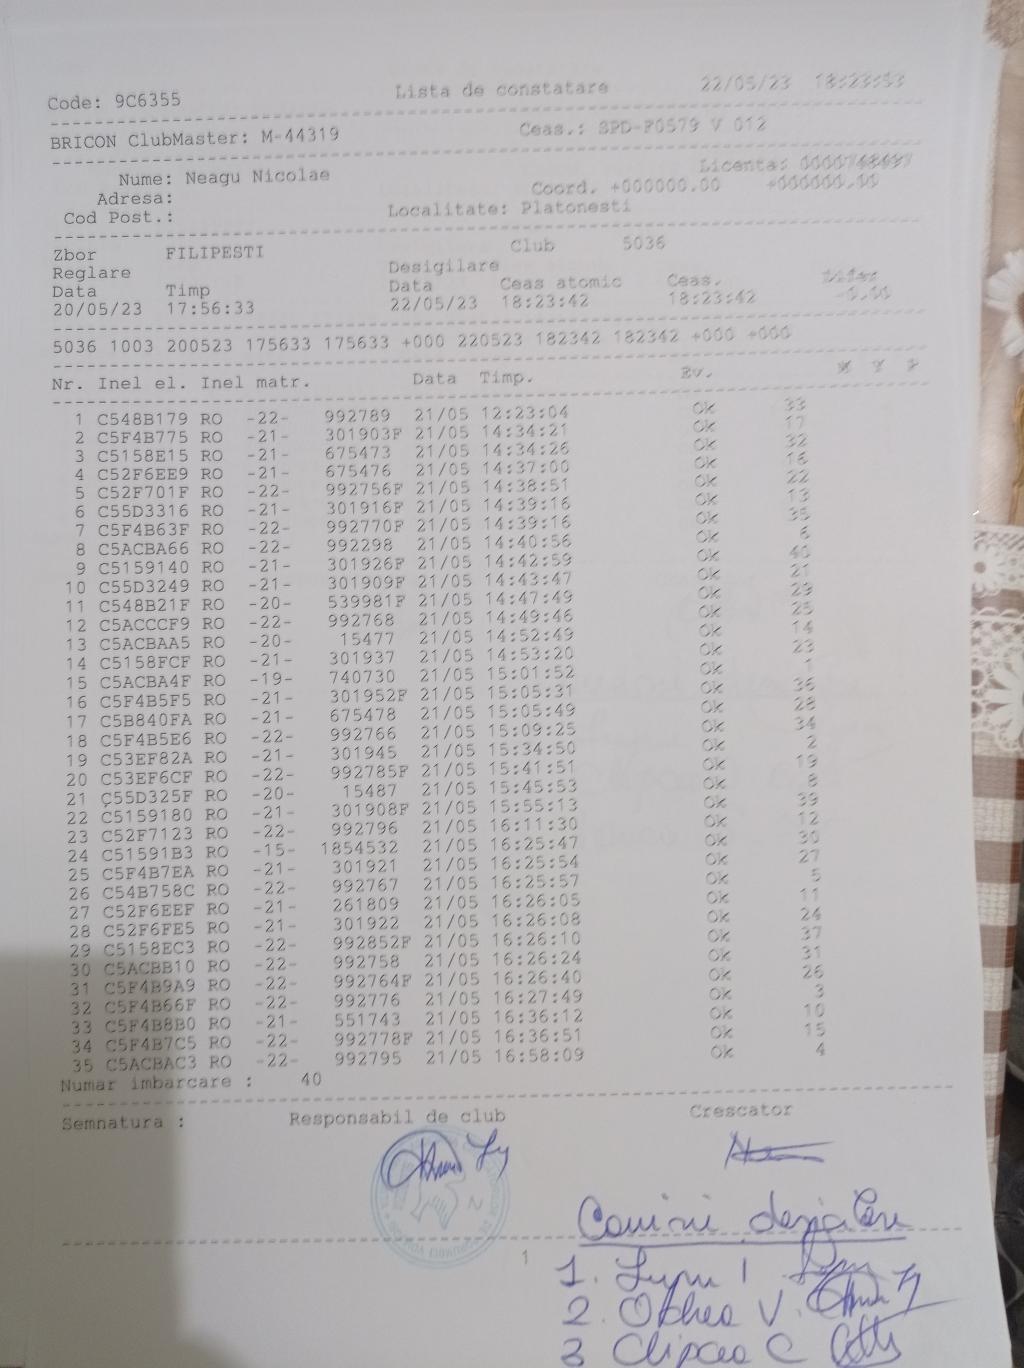 Code: 9C6355 Lista de constatare 22/05/23 18:23:53
BRICON ClubMaster: M-44319 Ceas.: SPD-F0579 V 012
Licenta:
Nume: Neagu Nicolae Coord. +000000.00 +000000.00
Adresa:
Cod Post.: Localitate: Platonesti
Zbor FILIPESTI Club 5036
Reglare Desigilare
Data Timp Data Ceas atomic Ceas.
20/05/23 17:56:33 22/05/23 18:23:42 18:23:42 -0.00
5036 1003 200523 175633 175633 +000 220523 182342 182342 +000 +000
Nr. Inel el. Inel matr. Data Timp. Ev.
1 C548B179 RO -22- 992789 21/05 12:23:04 Ok 33
2 C5F4B775 RO -21- 301903F 21/05 14:34:21 Ok 17
3 C5158E15 RO -21- 675473 21/05 14:34:26 Ok 32
4 C52F6EE9 RO -21- 675476 21/05 14:37:00 Ok 16
5 C52F701F RO -22- 992756F 21/05 14:38:51 Ok 22
6 C55D3316 RO -21- 301916F 21/05 14:39:16 Ok 13
7 C5F4B63F RO -22- 992770F 21/05 14:39:16 Ok 35
8 C5ACBA66 RO -22- 992298 21/05 14:40:56 Ok 6
9 C5159140 RO -21- 301926F 21/05 14:42:59 Ok 40
10 C55D3249 RO -21- 301909F 21/05 14:43:47 Ok 21
11 C548B21F RO -20- 539981F 21/05 14:47:49 Ok 29
12 C5ACCCF9 RO -22- 992768 21/05 14:49:46 Ok 25
13 C5ACBAA5 RO -20- 15477 21/05 14:52:49 Ok 14
14 C5158FCF RO -21- 301937 21/05 14:53:20 Ok 23
15 C5ACBA4F RO -19- 740730 21/05 15:01:52 Ok 1
16 C5F4B5F5 RO -21- 301952F 21/05 15:05:31 Ok 36
17 C5B840FA RO -21- 675478 21/05 15:05:49 Ok 28
18 C5F4B5E6 RO -22- 992766 21/05 15:09:25 Ok 34
19 C53EF82A RO -21- 301945 21/05 15:34:50 Ok 2
20 C53EF6CF RO -22- 992785F 21/05 15:41:51 Ok 19
21 C55D325F RO -20- 15487 21/05 15:45:53 Ok 8
22 C5159180 RO -21- 301908F 21/05 15:55:13 Ok 39
23 C52F7123 RO -22- 992796 21/05 16:11:30 Ok 12
24 C51591B3 RO -15- 1854532 21/05 16:25:47 Ok 30
25 C5F4B7EA RO -21- 301921 21/05 16:25:54 Ok 27
26 C54B758C RO -22- 992767 21/05 16:25:57 Ok 5
27 C52F6EEF RO -21- 261809 21/05 16:26:05 Ok 11
28 C52F6FE5 RO -21- 301922 21/05 16:26:08 Ok 24
29 C5158EC3 RO -22- 992852F 21/05 16:26:10 Ok 37
30 C5ACBB10 RO -22- 992758 21/05 16:26:24 Ok 31
31 C5F4B9A9 RO -22- 992764F 21/05 16:26:40 Ok 26
32 C5F4B66F RO -22- 992776 21/05 16:27:49 Ok 3
33 C5F4B8B0 RO -21- 551743 21/05 16:36:12 Ok 10
34 C5F4B7C5 RO -22- 992778F 21/05 16:36:51 Ok 15
35 C5ACBAC3 RO -22- 992795 21/05 16:58:09 Ok 4
Numar imbarcare : 40
Semnatura : Responsabil de club Crescator
1
1. Lupu I
2. V.
3 C